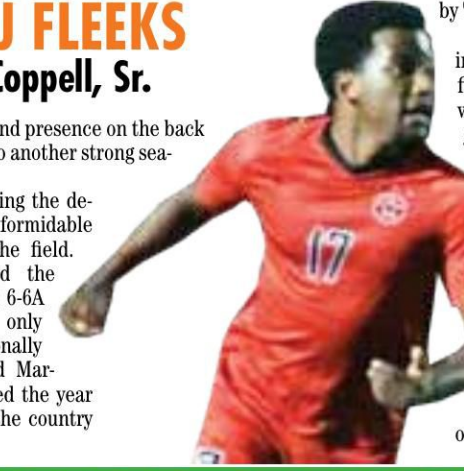 J FLEEKS
Coppell, Sr.
nd presence on the back
o another strong sea-
ing the de-
formidable
he field.
d the
6-6A
only
nally
d Mar-
ed the year
he country
17
by